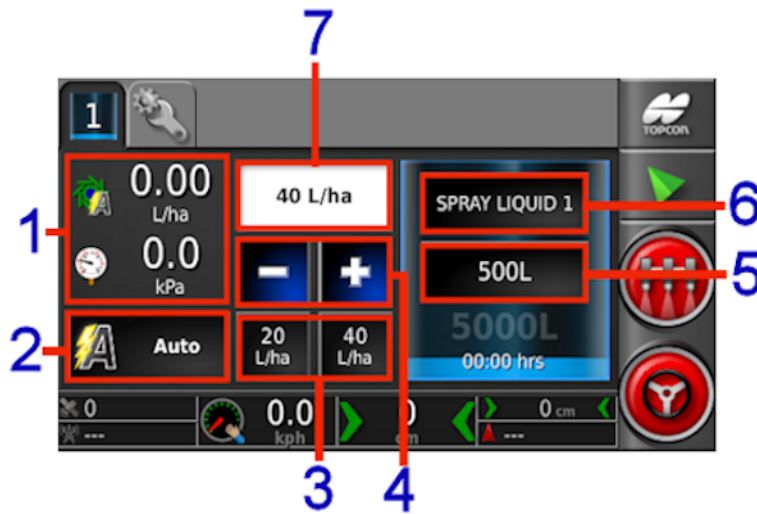 7
1
TOPCON
1
0.00
L/ha
0.0
kPa
40 L/ha
SPRAY LIQUID 1
6
500L
5
2
Auto
20
L/ha
40
L/ha
5000L
00:00 hrs
0
---
0.0
kph
0
cm
0 cm
---
3
4